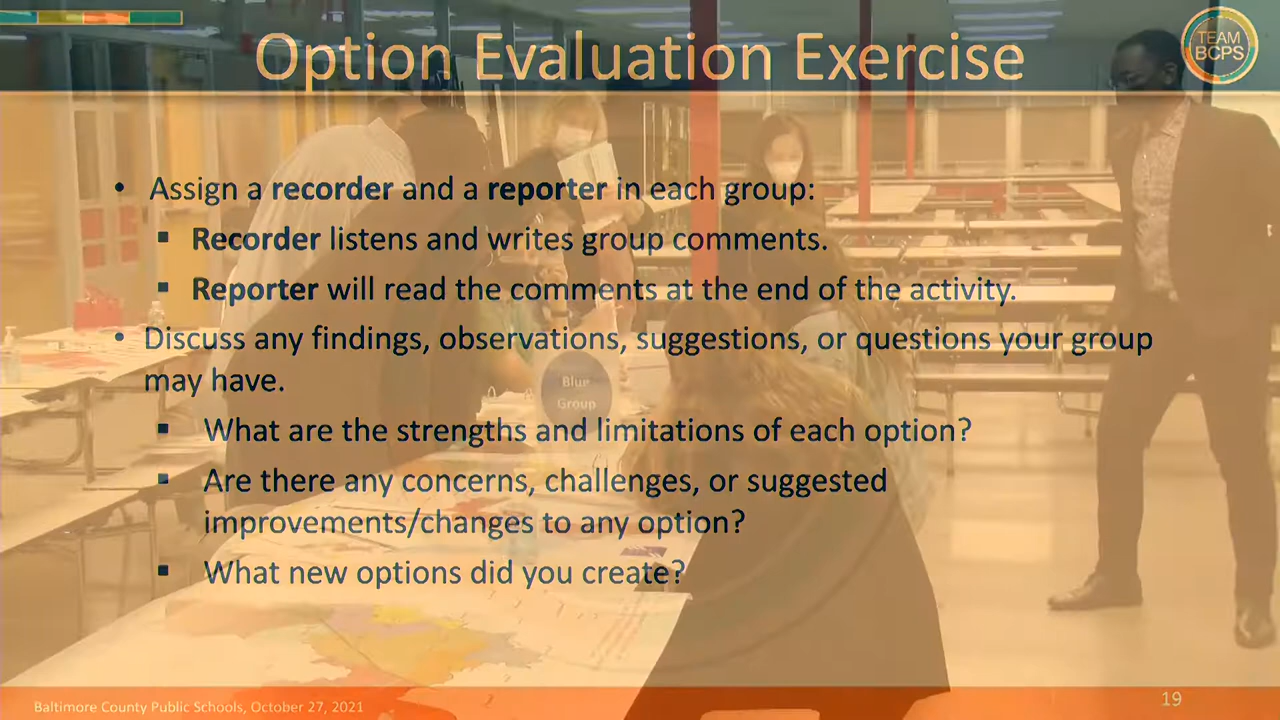 Option Evaluation Exercise
TEAM
BCPS
• Assign a recorder and a reporter in each group:
▪ Recorder listens and writes group comments.
▪ Reporter will read the comments at the end of the activity.
• Discuss any findings, observations, suggestions, or questions your group
may have.
Blue
Group
▪ What are the strengths and limitations of each option?
▪ Are there any concerns, challenges, or suggested
improvements/changes to any option?
▪ What new options did you create?
Baltimore County Public Schools, October 27, 2021
19